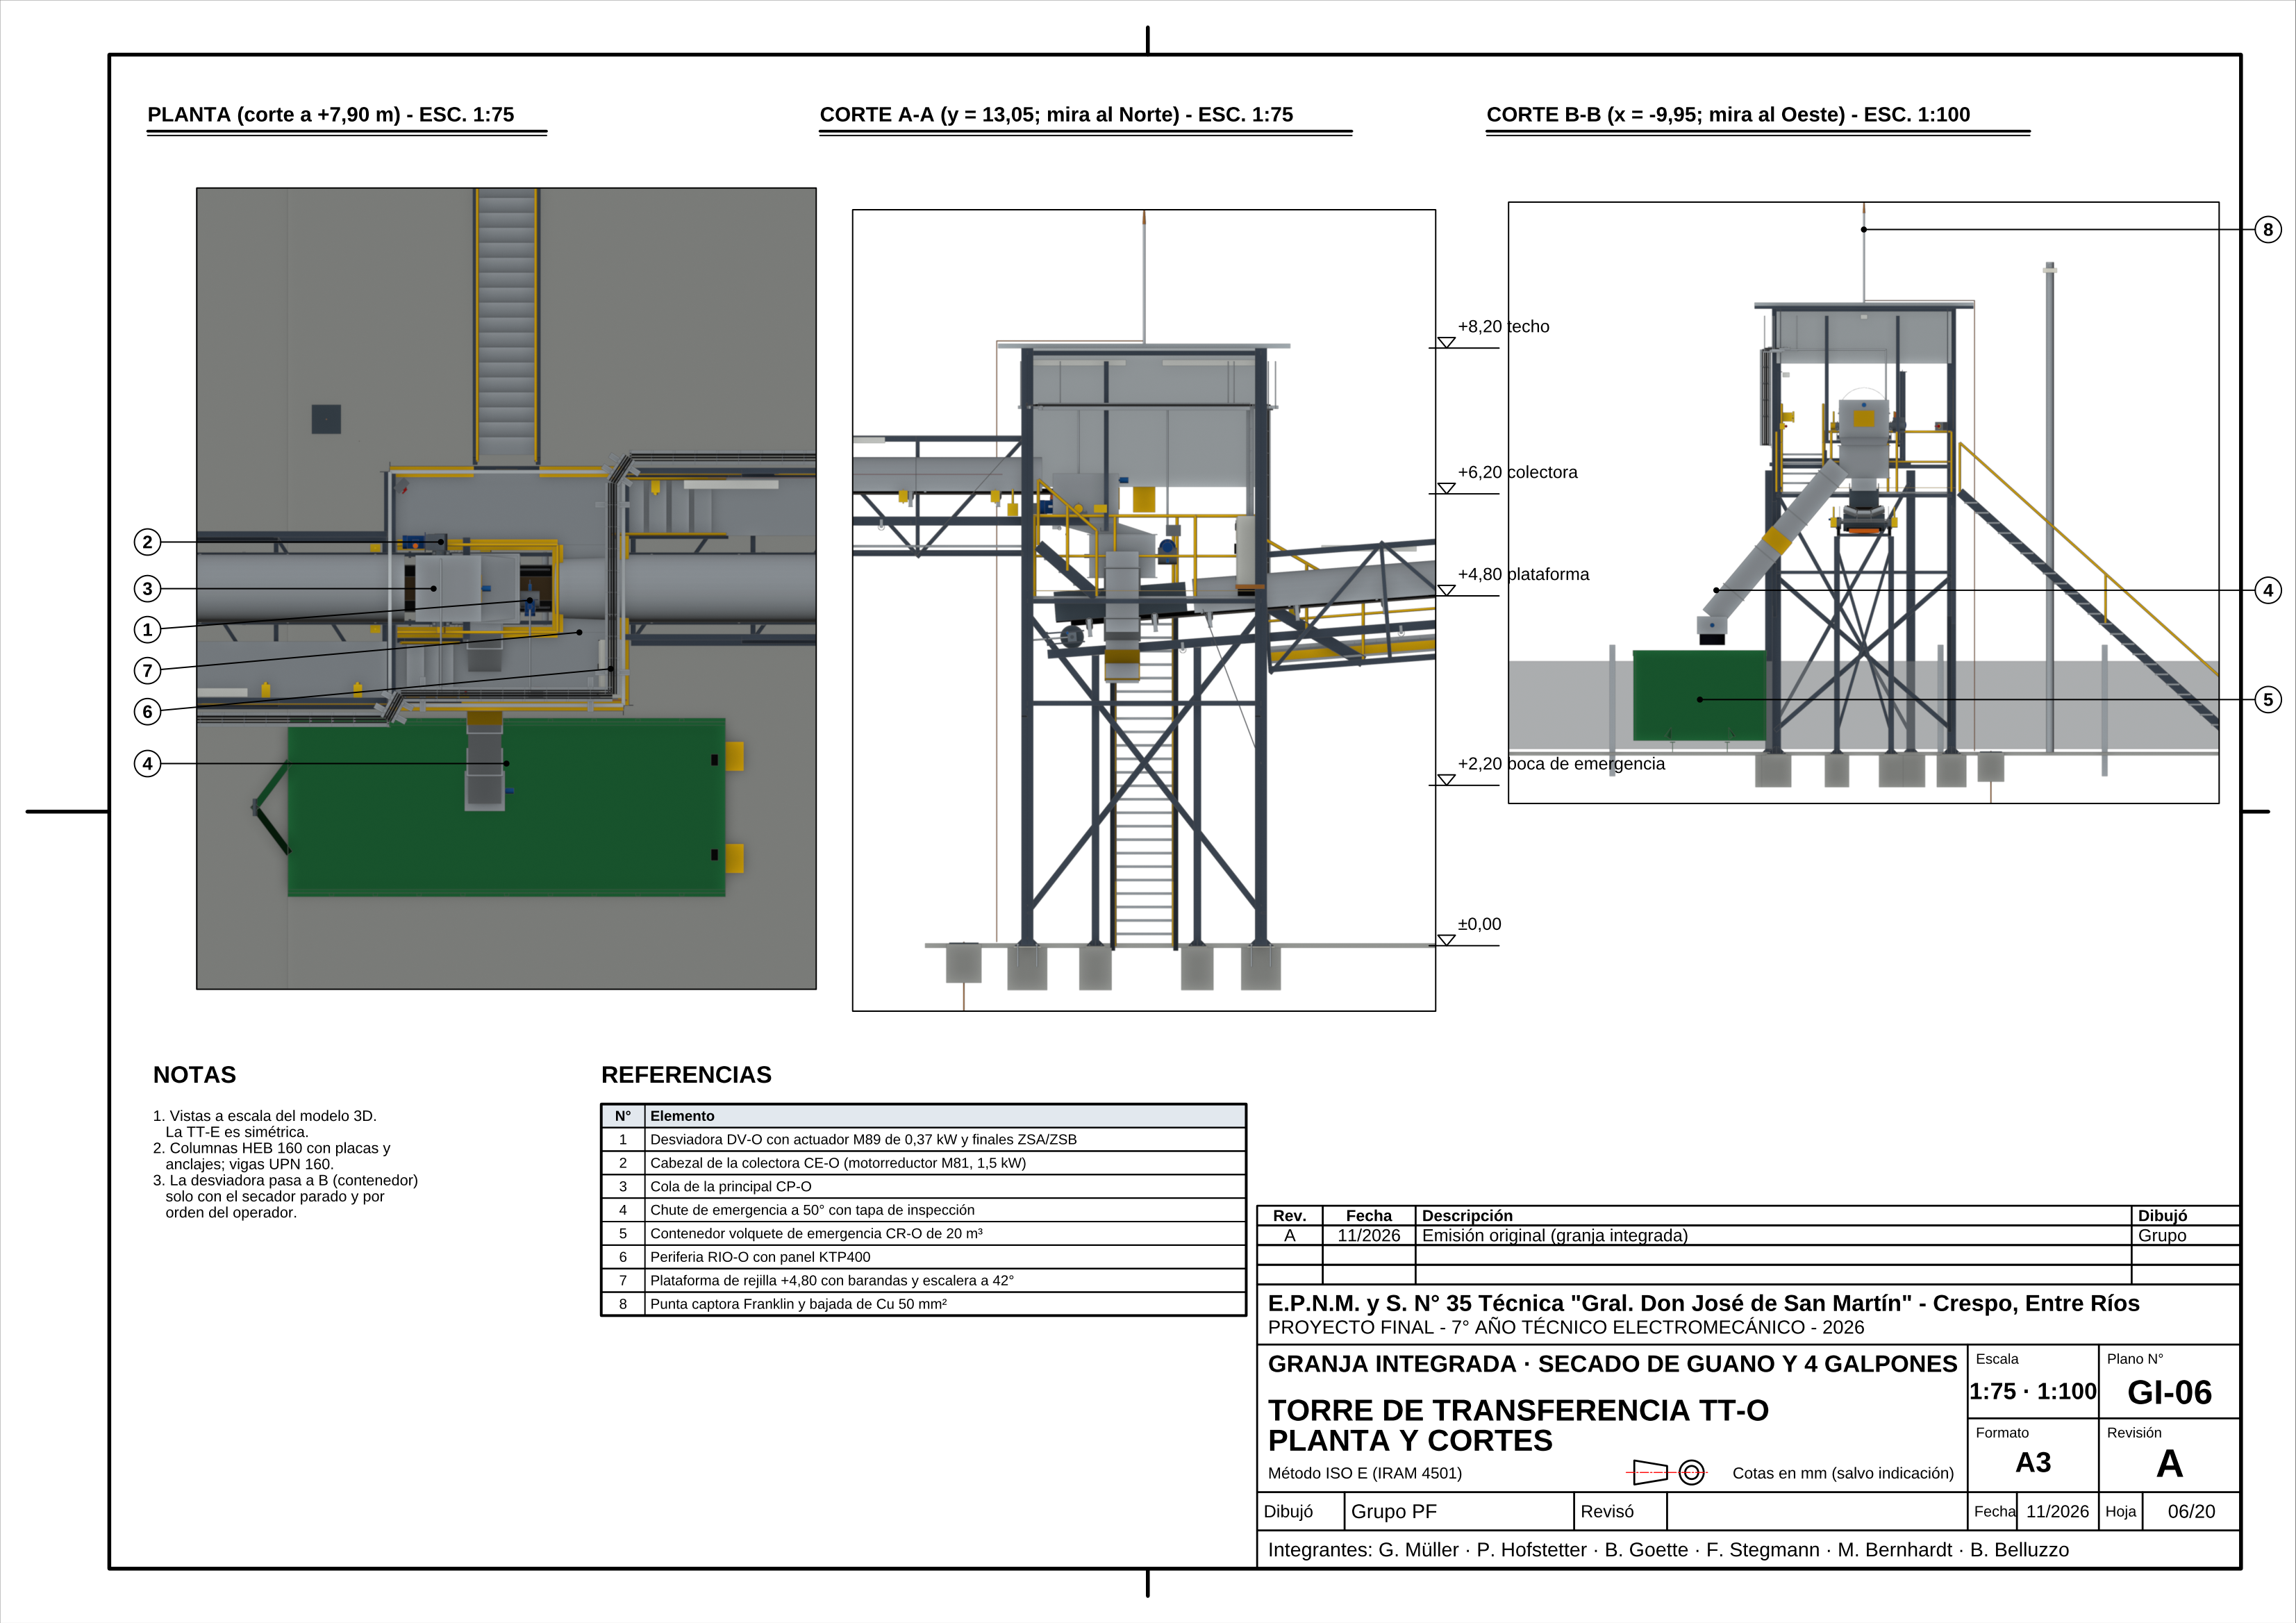 PLANTA (corte a +7,90 m) - ESC. 1:75
CORTE A-A (y = 13,05; mira al Norte) - ESC. 1:75
CORTE B-B (x = -9,95; mira al Oeste) - ESC. 1:100
2
3
1
7
6
4
+8,20 techo
+6,20 colectora
+4,80 plataforma
+2,20 boca de emergencia
±0,00
8
4
5
NOTAS
1. Vistas a escala del modelo 3D.
La TT-E es simétrica.
2. Columnas HEB 160 con placas y
anclajes; vigas UPN 160.
3. La desviadora pasa a B (contenedor)
solo con el secador parado y por
orden del operador.
REFERENCIAS
N° Elemento
1 Desviadora DV-O con actuador M89 de 0,37 kW y finales ZSA/ZSB
2 Cabezal de la colectora CE-O (motorreductor M81, 1,5 kW)
3 Cola de la principal CP-O
4 Chute de emergencia a 50° con tapa de inspección
5 Contenedor volquete de emergencia CR-O de 20 m³
6 Periferia RIO-O con panel KTP400
7 Plataforma de rejilla +4,80 con barandas y escalera a 42°
8 Punta captora Franklin y bajada de Cu 50 mm²
Rev. Fecha Descripción Dibujó
A 11/2026 Emisión original (granja integrada) Grupo
E.P.N.M. y S. N° 35 Técnica "Gral. Don José de San Martín" - Crespo, Entre Ríos
PROYECTO FINAL - 7° AÑO TÉCNICO ELECTROMECÁNICO - 2026
GRANJA INTEGRADA · SECADO DE GUANO Y 4 GALPONES
TORRE DE TRANSFERENCIA TT-O
PLANTA Y CORTES
Método ISO E (IRAM 4501) Cotas en mm (salvo indicación)
Escala
1:75 · 1:100
Plano N°
GI-06
Formato
A3
Revisión
A
Dibujó Grupo PF Revisó Fecha 11/2026 Hoja 06/20
Integrantes: G. Müller · P. Hofstetter · B. Goette · F. Stegmann · M. Bernhardt · B. Belluzzo